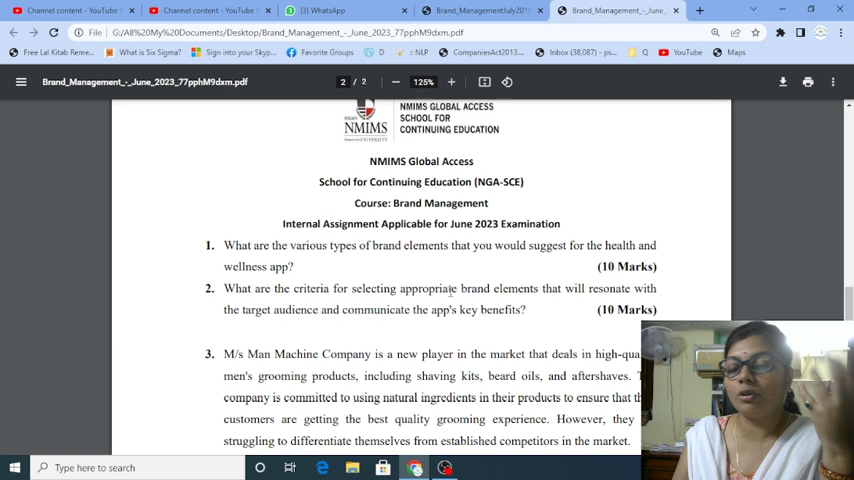 Channel content - YouTube S
Channel content - YouTube S
(3) WhatsApp
Brand_ManagementJuly2018
Brand_Management_-_June_
File | G:/All%20My%20Documents/Desktop/Brand_Management_-_June_2023_77pphM9dxm.pdf
Free Lal Kitab Reme... What is Six Sigma? Sign into your Skyp... Favorite Groups D :: NLP CompaniesAct2013.... Inbox (38,087) - ps... Q YouTube Maps
Brand_Management_-_June_2023_77pphM9dxm.pdf 2 / 2 125%
NMIMS GLOBAL ACCESS
SCHOOL FOR
CONTINUING EDUCATION
NMIMS
NMIMS Global Access
School for Continuing Education (NGA-SCE)
Course: Brand Management
Internal Assignment Applicable for June 2023 Examination
1. What are the various types of brand elements that you would suggest for the health and
wellness app? (10 Marks)
2. What are the criteria for selecting appropriate brand elements that will resonate with
the target audience and communicate the app's key benefits? (10 Marks)
3. M/s Man Machine Company is a new player in the market that deals in high-qua
men's grooming products, including shaving kits, beard oils, and aftershaves.
company is committed to using natural ingredients in their products to ensure that
customers are getting the best quality grooming experience. However, they
struggling to differentiate themselves from established competitors in the market.
Type here to search